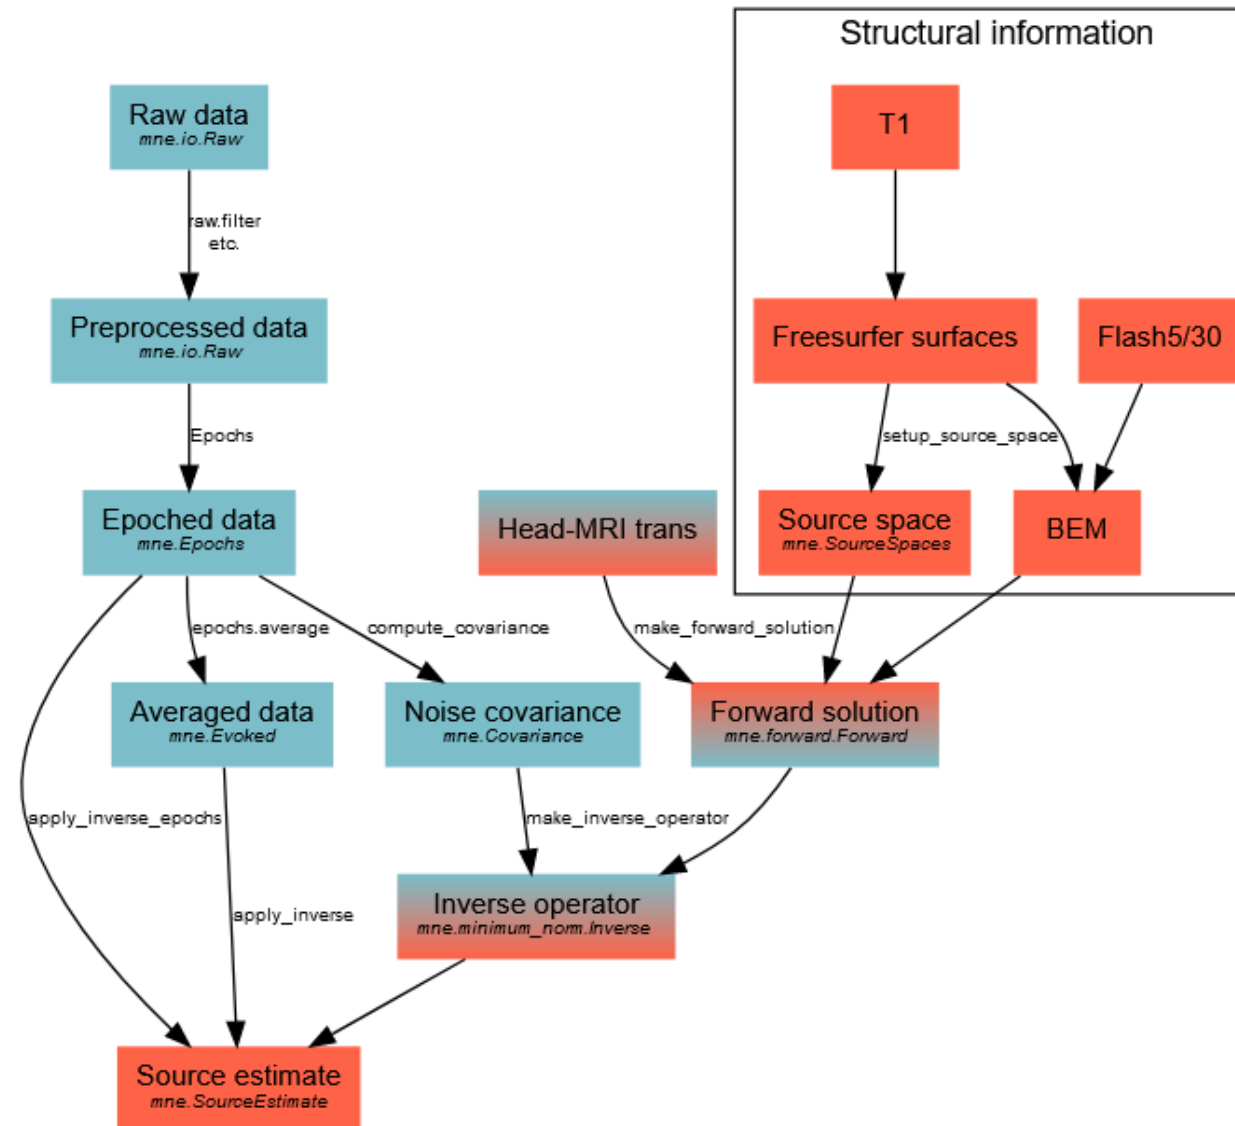 Structural information
Raw data
mne.io.Raw
T1
raw.filter
etc.
Preprocessed data
mne.io.Raw
Freesurfer surfaces
Flash5/30
Epochs
setup_source_space
Epoched data
mne.Epochs
Head-MRI trans
Source space
mne.SourceSpaces
BEM
epochs.average
compute_covariance
make_forward_solution
Averaged data
mne.Evoked
Noise covariance
mne.Covariance
Forward solution
mne.forward.Forward
apply_inverse_epochs
make_inverse_operator
apply_inverse
Inverse operator
mne.minimum_norm.Inverse
Source estimate
mne.SourceEstimate